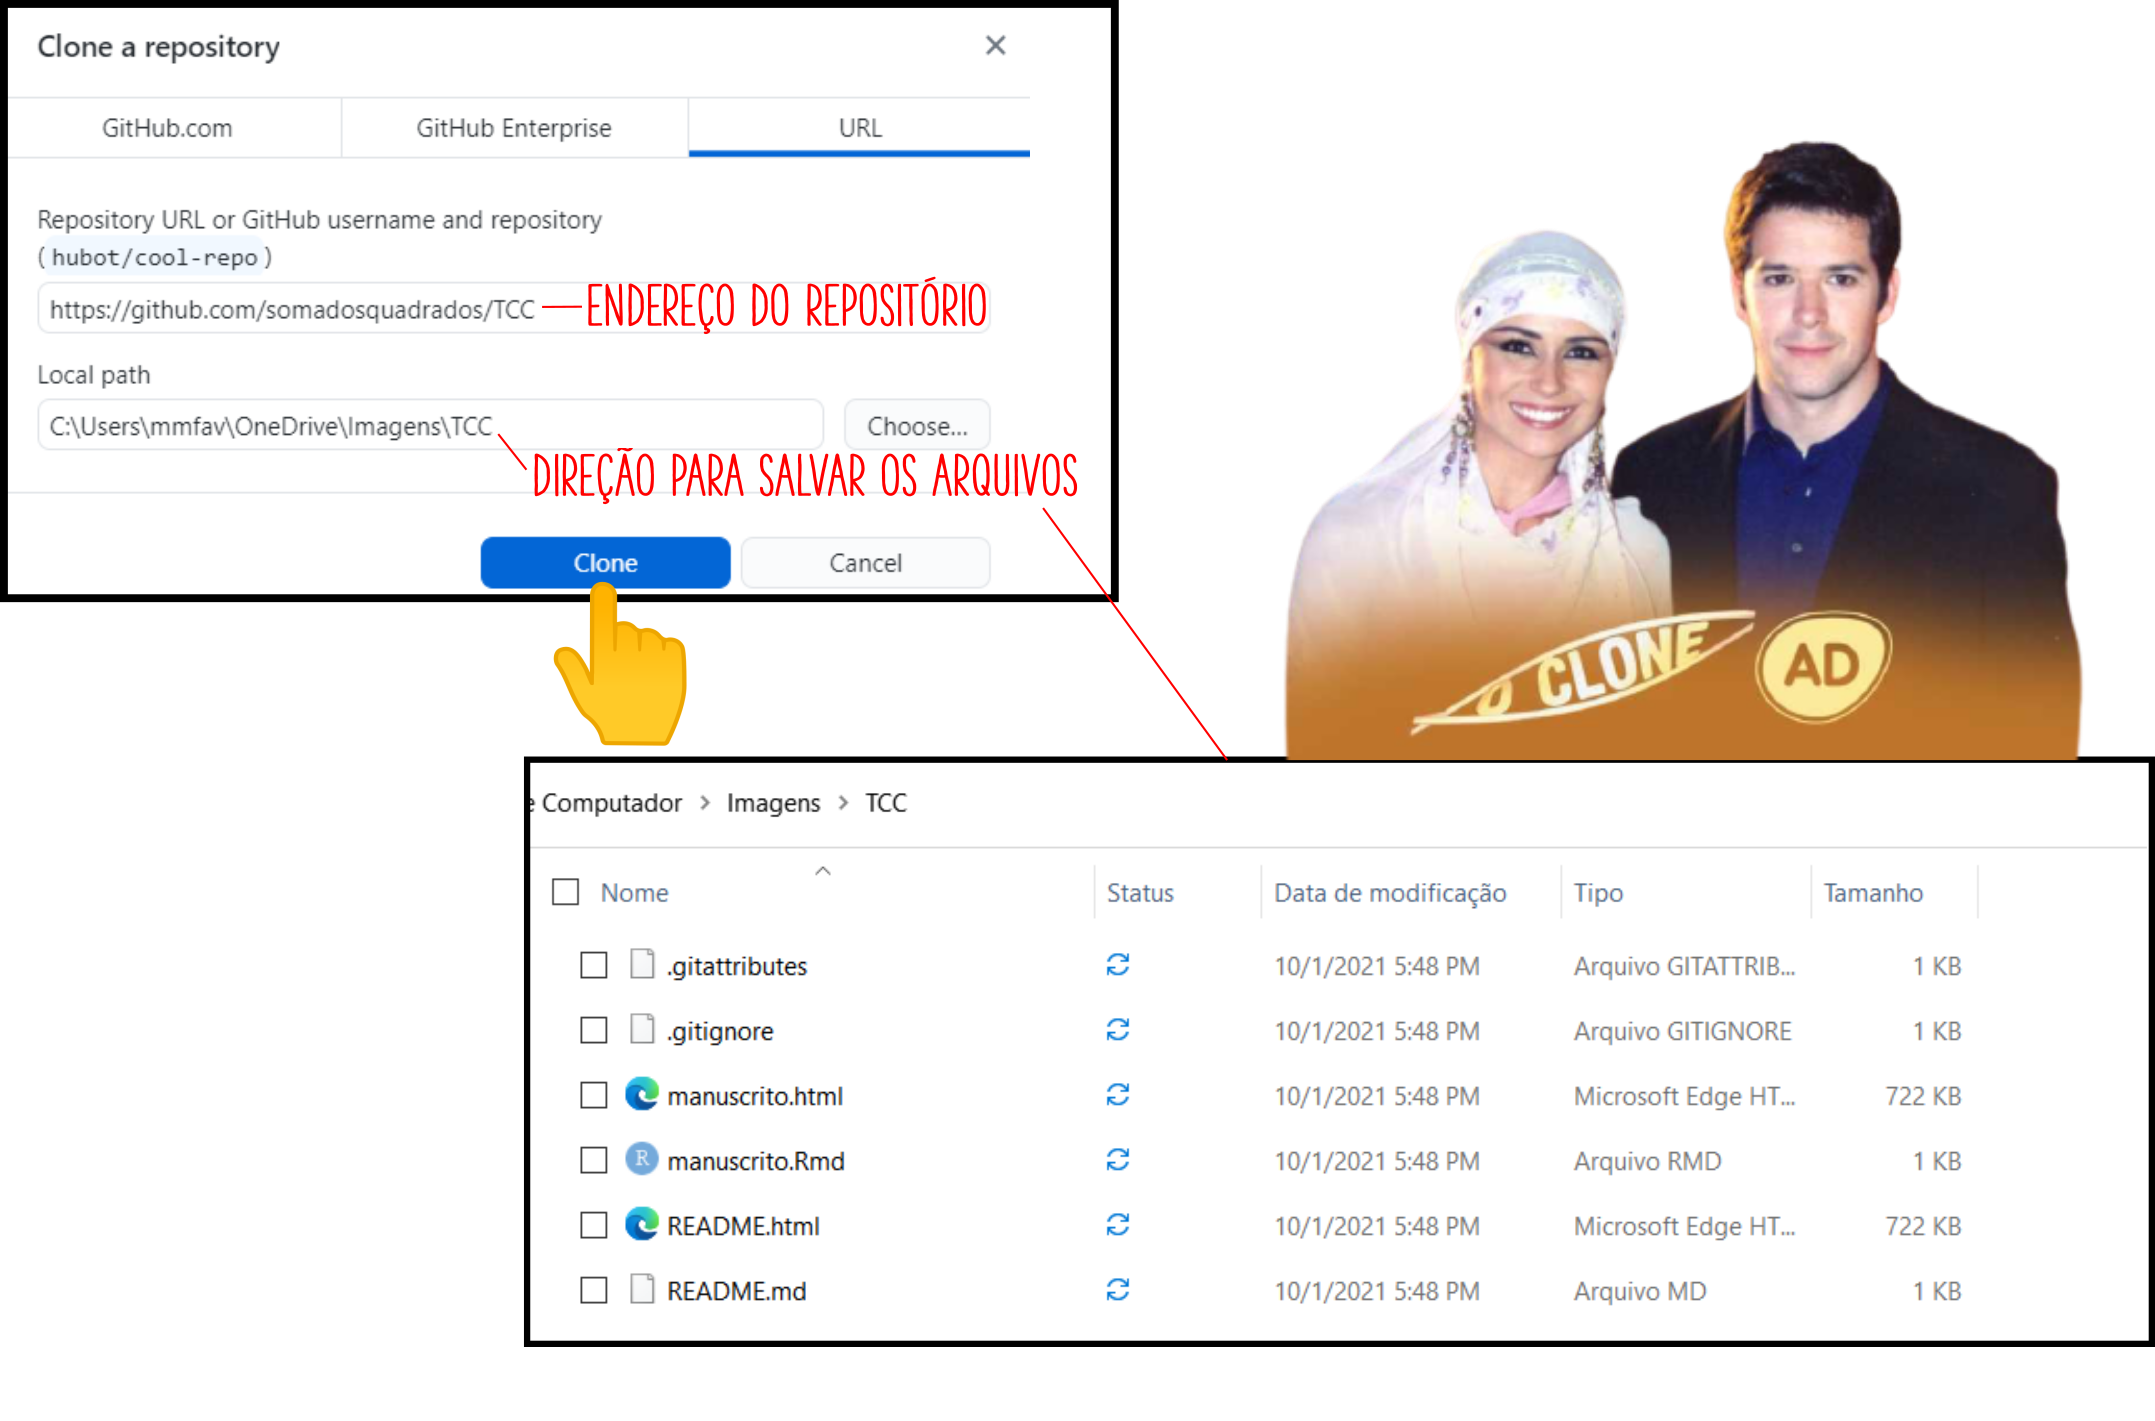 Clone a repository
GitHub.com
GitHub Enterprise
URL
Repository URL or GitHub username and repository
(hubot/cool-repo)
https://github.com/somadosquadrados/TCC
ENDEREÇO DO REPOSITÓRIO
Local path
C:\Users\mmfav\OneDrive\Imagens\TCC
Choose...
DIREÇÃO PARA SALVAR OS ARQUIVOS
Clone
Cancel
O CLONE
AD
e Computador > Imagens > TCC
Nome Status Data de modificação Tipo Tamanho
.gitattributes 10/1/2021 5:48 PM Arquivo GITATTRIB... 1 KB
.gitignore 10/1/2021 5:48 PM Arquivo GITIGNORE 1 KB
manuscrito.html 10/1/2021 5:48 PM Microsoft Edge HT... 722 KB
R manuscrito.Rmd 10/1/2021 5:48 PM Arquivo RMD 1 KB
README.html 10/1/2021 5:48 PM Microsoft Edge HT... 722 KB
README.md 10/1/2021 5:48 PM Arquivo MD 1 KB